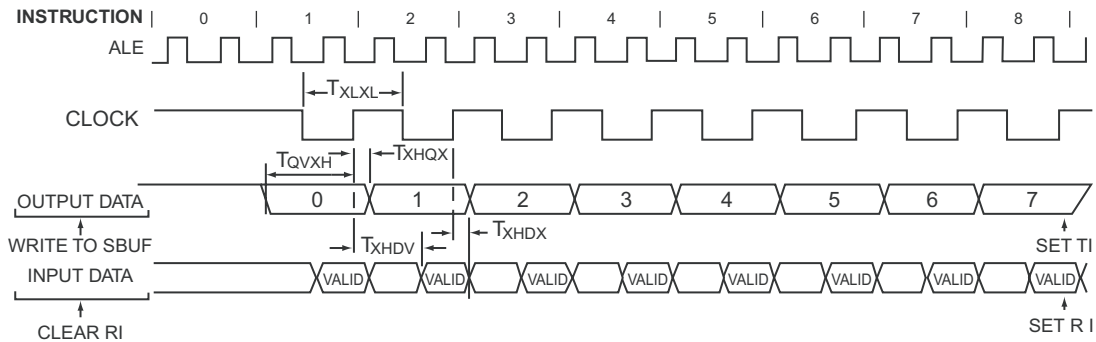 INSTRUCTION | 0 | 1 | 2 | 3 | 4 | 5 | 6 | 7 | 8 |
ALE
TXLXL
CLOCK
TQVXH TXHQX
OUTPUT DATA 0 1 2 3 4 5 6 7
WRITE TO SBUF TXHDV TXHDX SET TI
INPUT DATA VALID VALID VALID VALID VALID VALID VALID VALID
CLEAR RI SET R I